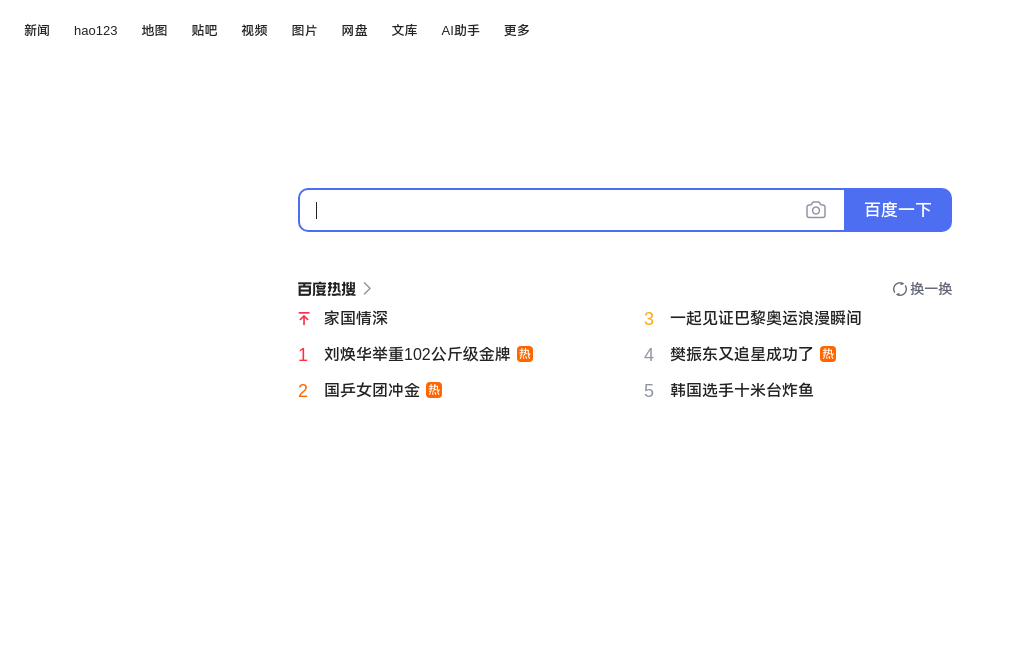 新闻 hao123 地图 贴吧 视频 图片 网盘 文库 AI助手 更多
百度一下
百度热搜 换一换
家国情深
1 刘焕华举重102公斤级金牌 热
2 国乒女团冲金 热
3 一起见证巴黎奥运浪漫瞬间
4 樊振东又追星成功了 热
5 韩国选手十米台炸鱼